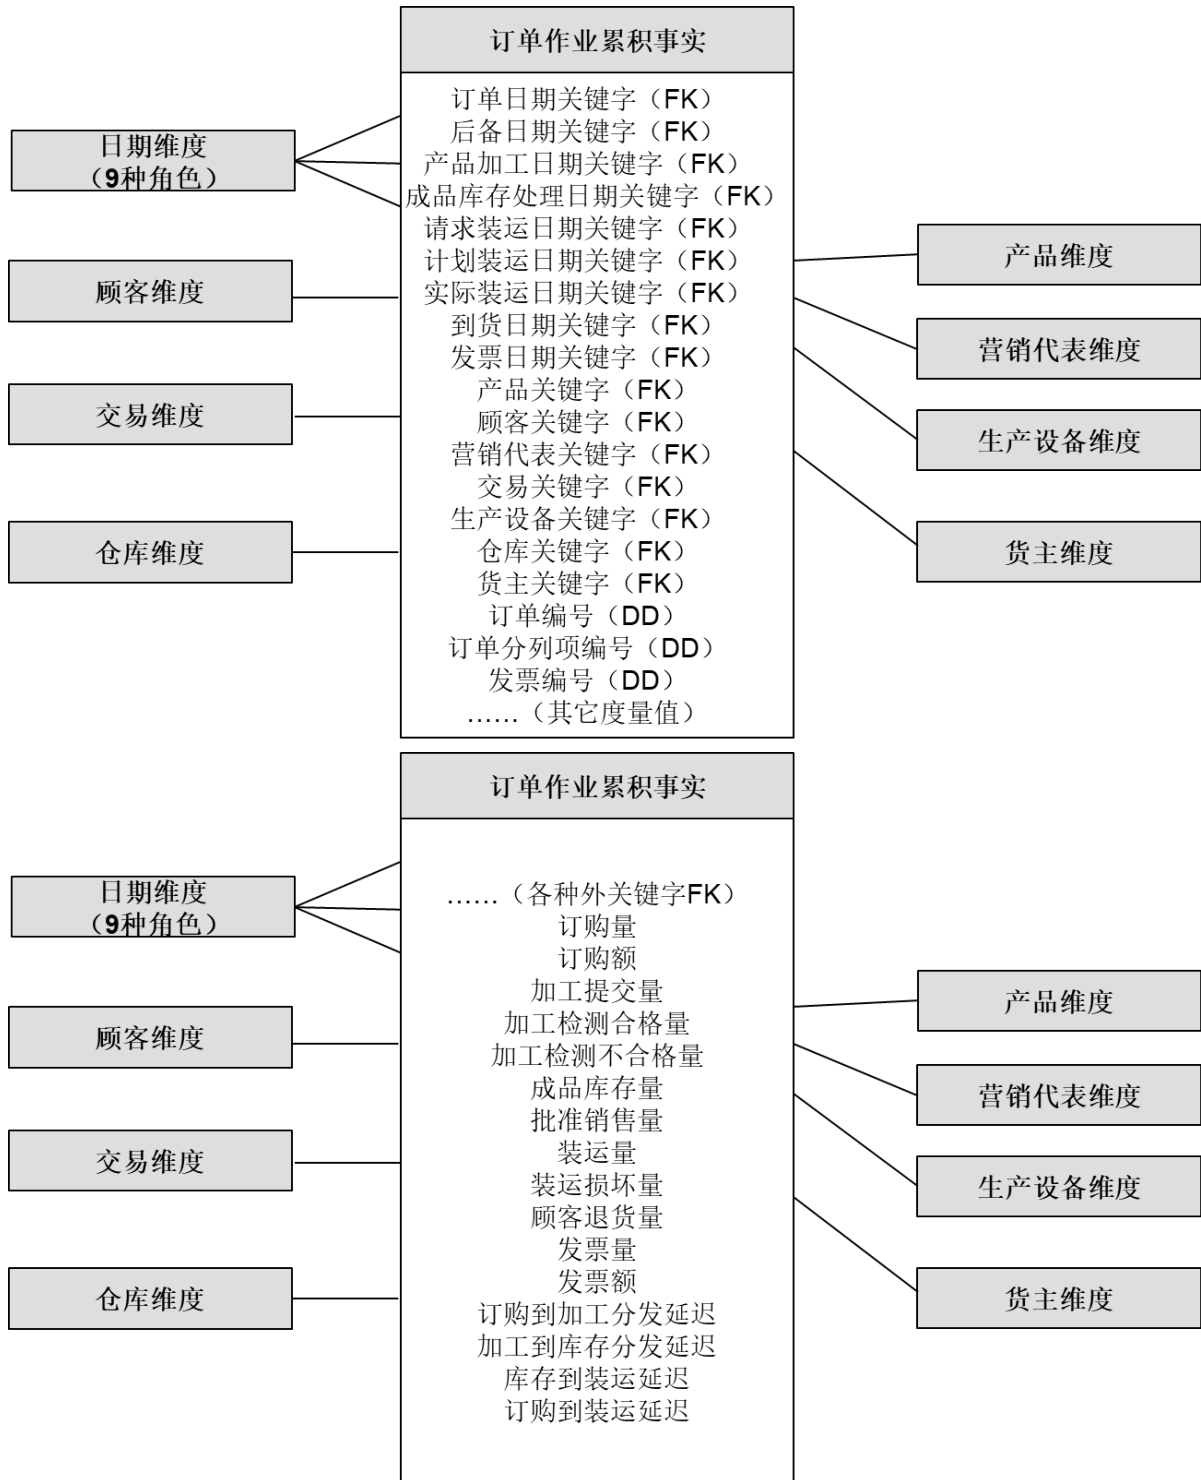 订单作业累积事实
订单日期关键字（FK）
后备日期关键字（FK）
产品加工日期关键字（FK）
成品库存处理日期关键字（FK）
请求装运日期关键字（FK）
计划装运日期关键字（FK）
实际装运日期关键字（FK）
到货日期关键字（FK）
发票日期关键字（FK）
产品关键字（FK）
顾客关键字（FK）
营销代表关键字（FK）
交易关键字（FK）
生产设备关键字（FK）
仓库关键字（FK）
货主关键字（FK）
订单编号（DD）
订单分列项编号（DD）
发票编号（DD）
……（其它度量值）
日期维度
（9种角色）
顾客维度
交易维度
仓库维度
产品维度
营销代表维度
生产设备维度
货主维度
订单作业累积事实
……（各种外关键字FK）
订购量
订购额
加工提交量
加工检测合格量
加工检测不合格量
成品库存量
批准销售量
装运量
装运损坏量
顾客退货量
发票量
发票额
订购到加工分发延迟
加工到库存分发延迟
库存到装运延迟
订购到装运延迟
日期维度
（9种角色）
顾客维度
交易维度
仓库维度
产品维度
营销代表维度
生产设备维度
货主维度